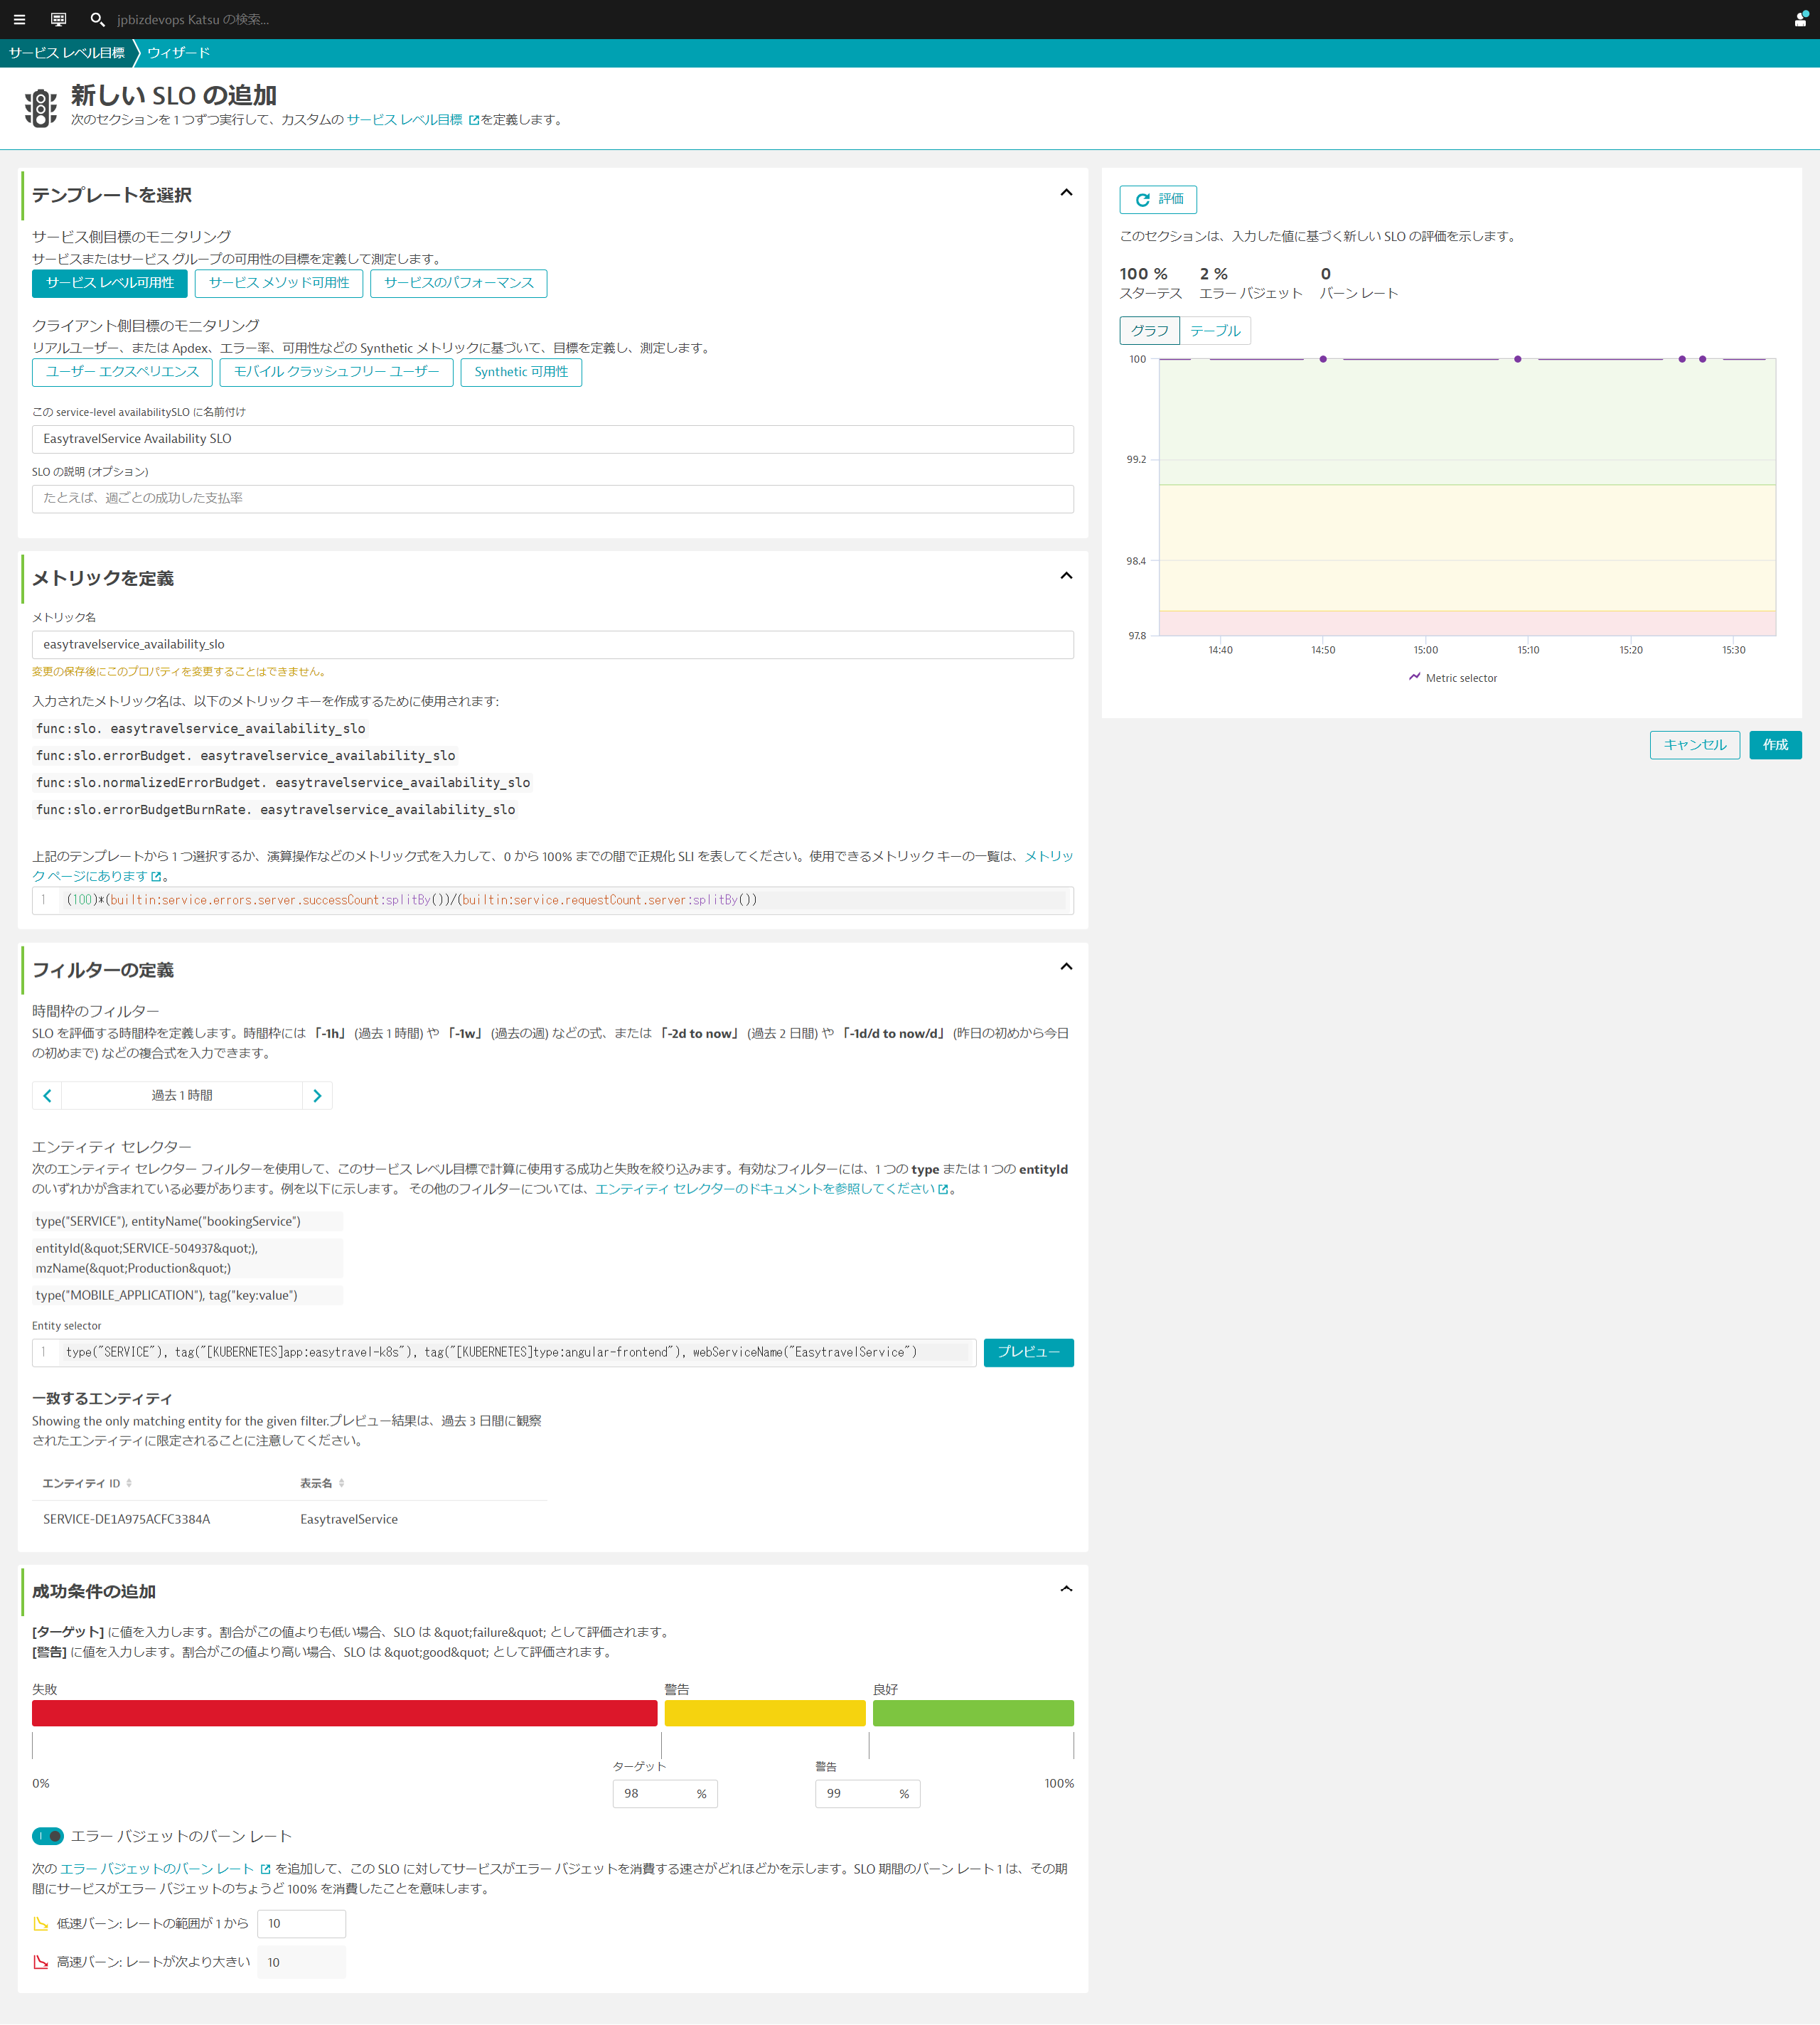 jpbizdevops Katsu の検索...
サービス レベル目標
ウィザード
新しい SLO の追加
次のセクションを 1 つずつ実行して、カスタムの サービス レベル目標 を定義します。
テンプレートを選択
サービス側目標のモニタリング
サービスまたはサービス グループの可用性の目標を定義して測定します。
サービス レベル可用性
サービス メソッド可用性
サービスのパフォーマンス
クライアント側目標のモニタリング
リアルユーザー、または Apdex、エラー率、可用性などの Synthetic メトリックに基づいて、目標を定義し、測定します。
ユーザー エクスペリエンス
モバイル クラッシュフリー ユーザー
Synthetic 可用性
この service-level availabilitySLO に名前付け
EasytravelService Availability SLO
SLO の説明 (オプション)
たとえば、週ごとの成功した支払率
メトリックを定義
メトリック名
easytravelservice_availability_slo
変更の保存後にこのプロパティを変更することはできません。
入力されたメトリック名は、以下のメトリック キーを作成するために使用されます:
func:slo. easytravelservice_availability_slo
func:slo.errorBudget. easytravelservice_availability_slo
func:slo.normalizedErrorBudget. easytravelservice_availability_slo
func:slo.errorBudgetBurnRate. easytravelservice_availability_slo
上記のテンプレートから 1 つ選択するか、演算操作などのメトリック式を入力して、0 から 100% までの間で正規化 SLI を表してください。使用できるメトリック キーの一覧は、メトリッ
ク ページにあります 。
1 (100)*(builtin:service.errors.server.successCount:splitBy())/(builtin:service.requestCount.server:splitBy())
フィルターの定義
時間枠のフィルター
SLO を評価する時間枠を定義します。時間枠には 「-1h」 (過去 1 時間) や 「-1w」 (過去の週) などの式、または 「-2d to now」 (過去 2 日間) や 「-1d/d to now/d」 (昨日の初めから今日
の初めまで) などの複合式を入力できます。
過去 1 時間
エンティティ セレクター
次のエンティティ セレクター フィルターを使用して、このサービス レベル目標で計算に使用する成功と失敗を絞り込みます。有効なフィルターには、1 つの type または 1 つの entityId
のいずれかが含まれている必要があります。例を以下に示します。 その他のフィルターについては、エンティティ セレクターのドキュメントを参照してください 。
type("SERVICE"), entityName("bookingService")
entityId(&quot;SERVICE-504937&quot;),
mzName(&quot;Production&quot;)
type("MOBILE_APPLICATION"), tag("key:value")
Entity selector
1 type("SERVICE"), tag("[KUBERNETES]app:easytravel-k8s"), tag("[KUBERNETES]type:angular-frontend"), webServiceName("EasytravelService")
プレビュー
一致するエンティティ
Showing the only matching entity for the given filter.プレビュー結果は、過去 3 日間に観察
されたエンティティに限定されることに注意してください。
エンティティ ID 表示名
SERVICE-DE1A975ACFC3384A EasytravelService
成功条件の追加
[ターゲット] に値を入力します。割合がこの値よりも低い場合、SLO は &quot;failure&quot; として評価されます。
[警告] に値を入力します。割合がこの値より高い場合、SLO は &quot;good&quot; として評価されます。
失敗 警告 良好
ターゲット 警告
0% 98 % 99 % 100%
エラー バジェットのバーン レート
次の エラー バジェットのバーン レート を追加して、この SLO に対してサービスがエラー バジェットを消費する速さがどれほどかを示します。SLO 期間のバーン レート 1 は、その期
間にサービスがエラー バジェットのちょうど 100% を消費したことを意味します。
低速バーン: レートの範囲が 1 から 10
高速バーン: レートが次より大きい 10
評価
このセクションは、入力した値に基づく新しい SLO の評価を示します。
100 % 2 % 0
スターテス エラー バジェット バーン レート
グラフ テーブル
100
99.2
98.4
97.8
14:40 14:50 15:00 15:10 15:20 15:30
Metric selector
キャンセル 作成